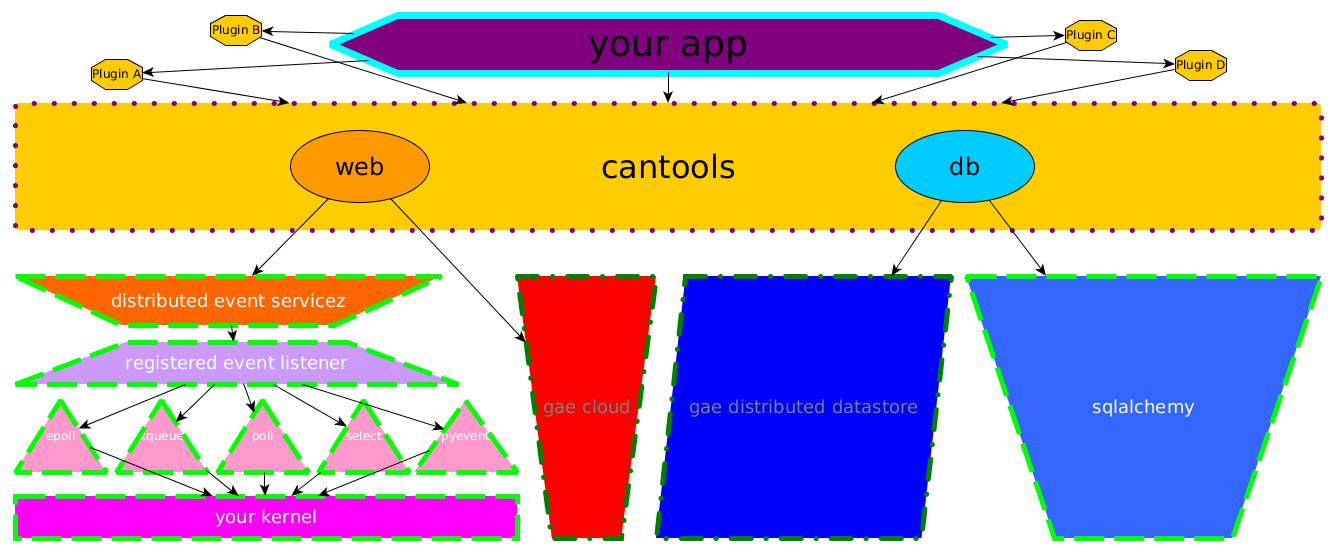 Plugin B
your app
Plugin C
Plugin A
Plugin D
web
cantools
db
distributed event servicez
registered event listener
epoll
kqueue
poll
select
pyevent
gae cloud
gae distributed datastore
sqlalchemy
your kernel